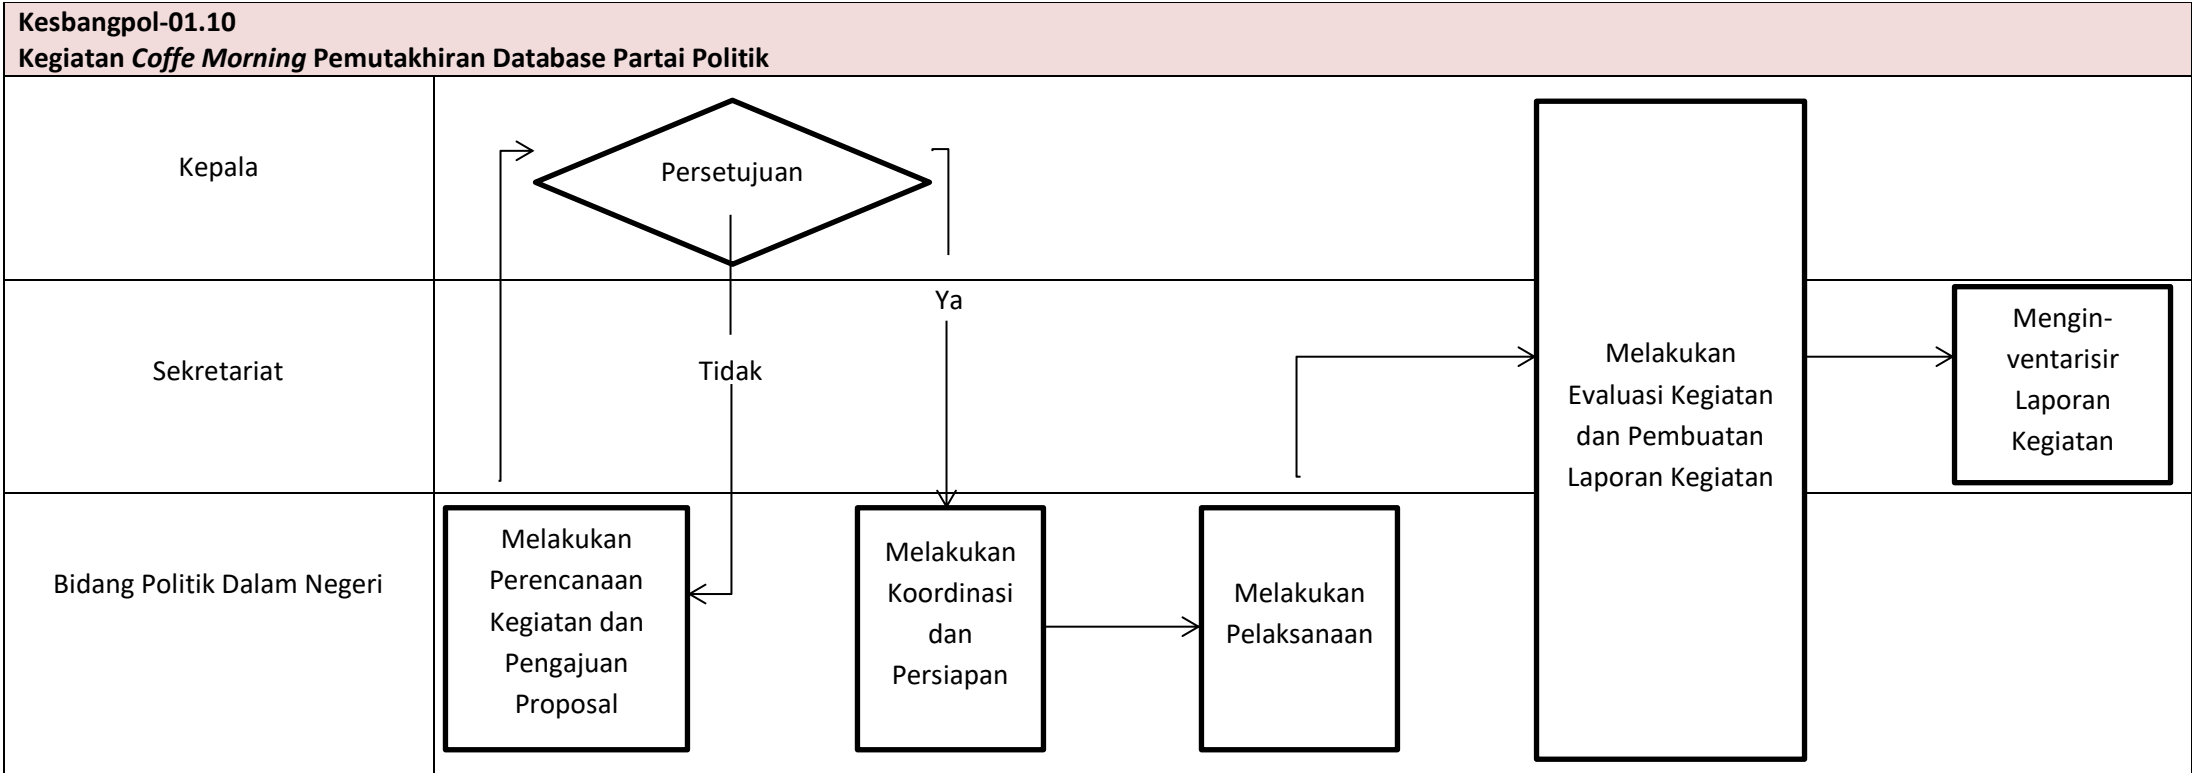 Kesbangpol-01.10
Kegiatan Coffe Morning Pemutakhiran Database Partai Politik
Kepala
Persetujuan
Ya
Sekretariat
Tidak
Melakukan
Evaluasi Kegiatan
dan Pembuatan
Laporan Kegiatan
Mengin-
ventarisir
Laporan
Kegiatan
Bidang Politik Dalam Negeri
Melakukan
Perencanaan
Kegiatan dan
Pengajuan
Proposal
Melakukan
Koordinasi
dan
Persiapan
Melakukan
Pelaksanaan